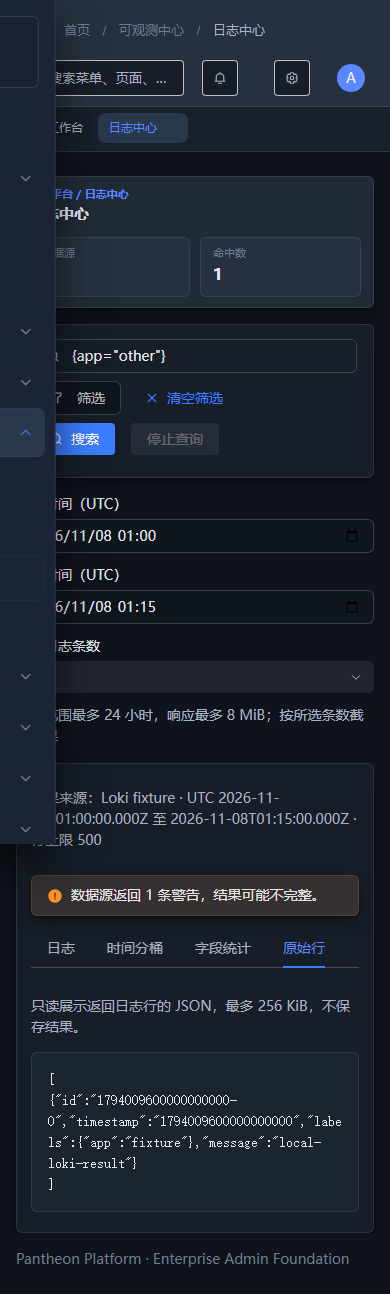 首页 / 可观测中心 / 日志中心
搜索菜单、页面、...
A
工作台
日志中心
平台 / 日志中心
志中心
据源
命中数
1
{app="other"}
筛选
清空筛选
搜索
停止查询
时间（UTC）
6/11/08 01:00
时间（UTC）
6/11/08 01:15
志条数
范围最多 24 小时，响应最多 8 MiB；按所选条数截
来源：Loki fixture · UTC 2026-11-
01:00:00.000Z 至 2026-11-08T01:15:00.000Z ·
上限 500
数据源返回 1 条警告，结果可能不完整。
日志
时间分桶
字段统计
原始行
只读展示返回日志行的 JSON，最多 256 KiB，不保
存结果。
[
{"id":"1794009600000000000-
0","timestamp":"1794009600000000000","labe
ls":{"app":"fixture"},"message":"local-
loki-result"}
]
Pantheon Platform · Enterprise Admin Foundation